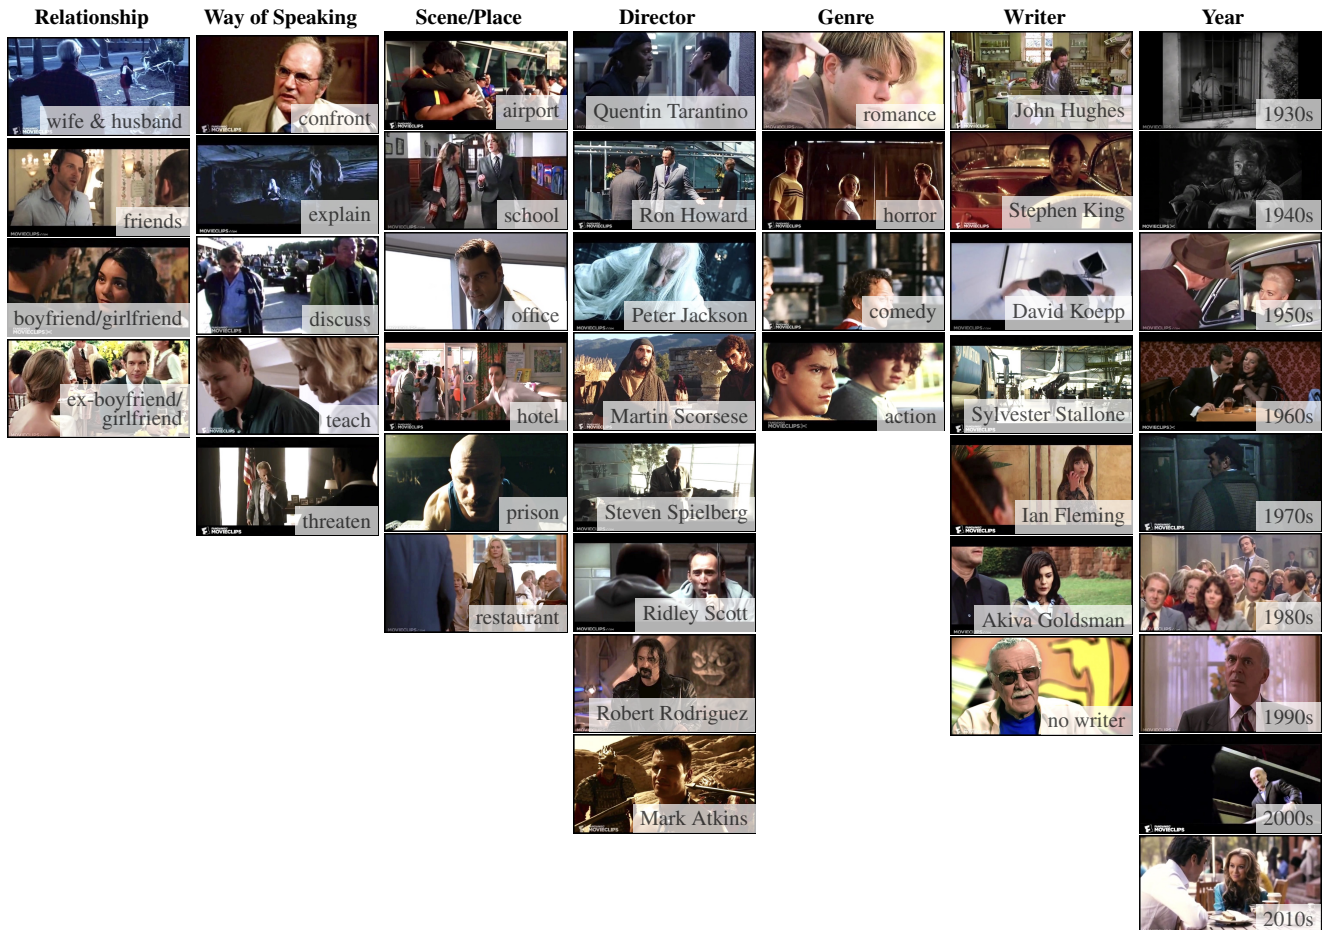 Relationship
Way of Speaking
Scene/Place
Director
Genre
Writer
Year
wife & husband
friends
boyfriend/girlfriend
ex-boyfriend/
girlfriend
confront
explain
discuss
teach
threaten
airport
school
office
hotel
prison
restaurant
Quentin Tarantino
Ron Howard
Peter Jackson
Martin Scorsese
Steven Spielberg
Ridley Scott
Robert Rodriguez
Mark Atkins
romance
horror
comedy
action
John Hughes
Stephen King
David Koepp
Sylvester Stallone
Ian Fleming
Akiva Goldsman
no writer
1930s
1940s
1950s
1960s
1970s
1980s
1990s
2000s
2010s